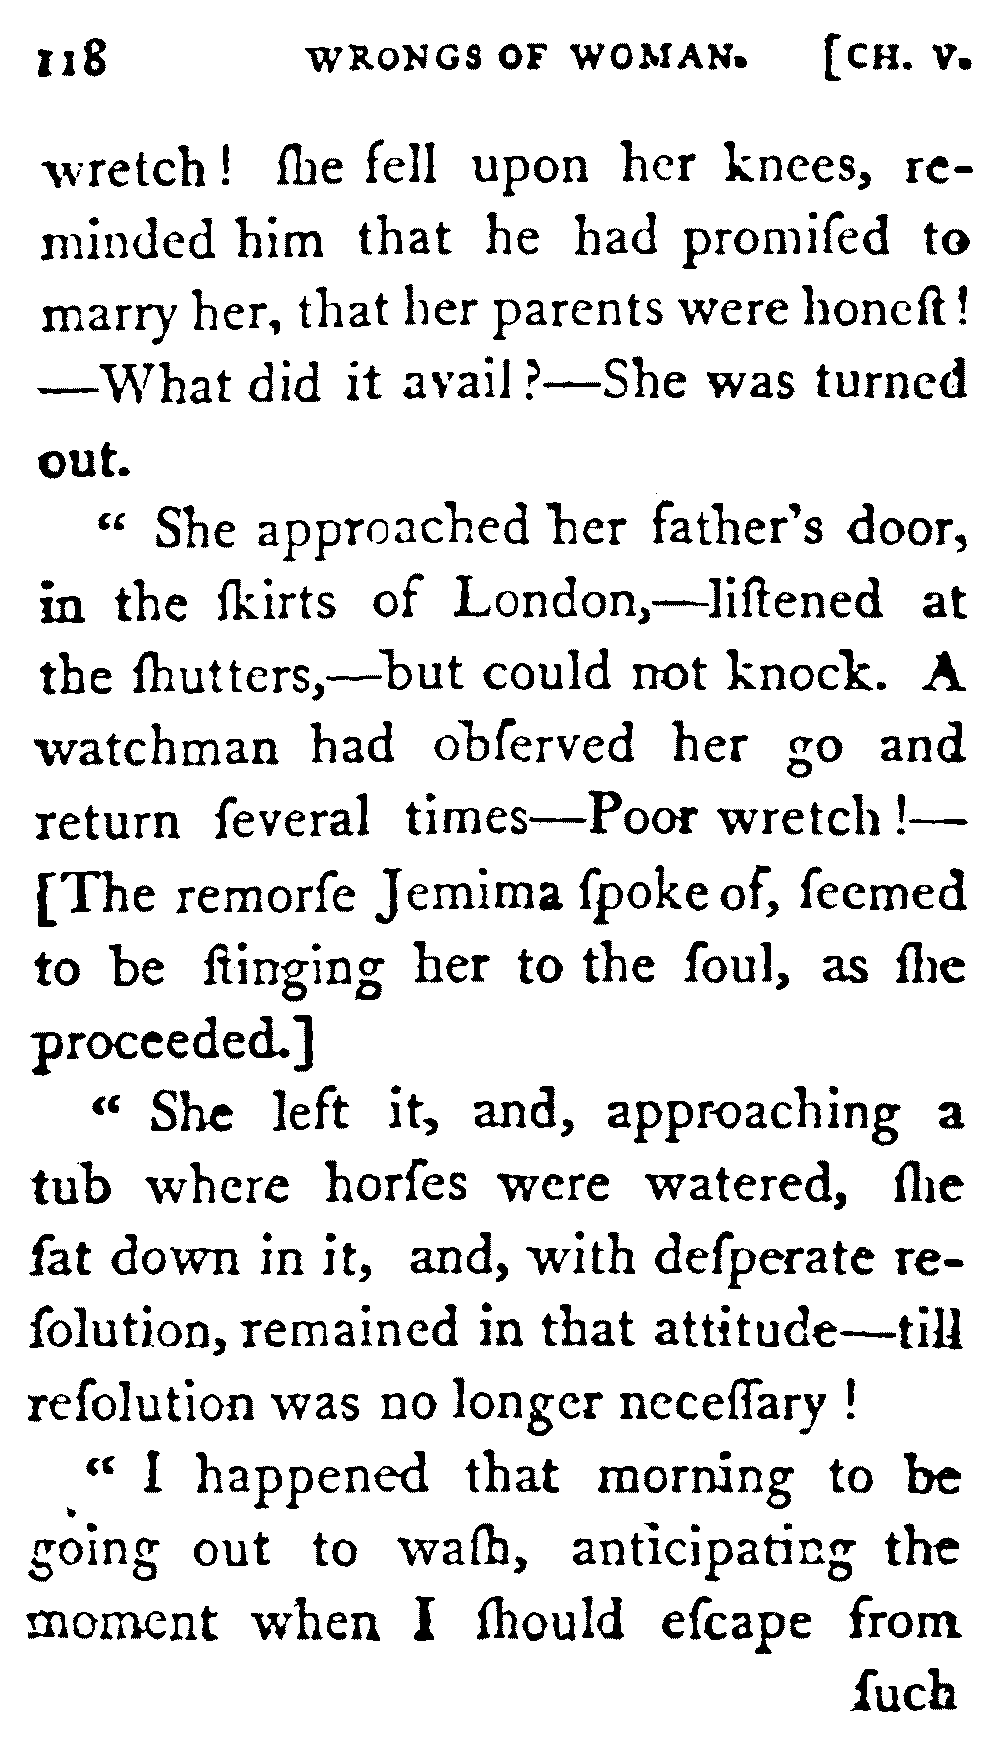 118 WRONGS OF WOMAN. [CH. V.
wretch! ſhe fell upon her knees, re-
minded him that he had promiſed to
marry her, that her parents were honeſt!
—What did it avail?—She was turned
out.
“ She approached her father's door,
in the ſkirts of London,—liſtened at
the ſhutters,—but could not knock. A
watchman had obſerved her go and
return ſeveral times—Poor wretch!—
[The remorſe Jemima ſpoke of, ſeemed
to be ſtinging her to the ſoul, as ſhe
proceeded.]
“ She left it, and, approaching a
tub where horſes were watered, ſhe
ſat down in it, and, with deſperate re-
ſolution, remained in that attitude—till
reſolution was no longer neceſſary!
“ I happened that morning to be
going out to waſh, anticipating the
moment when I ſhould eſcape from
ſuch